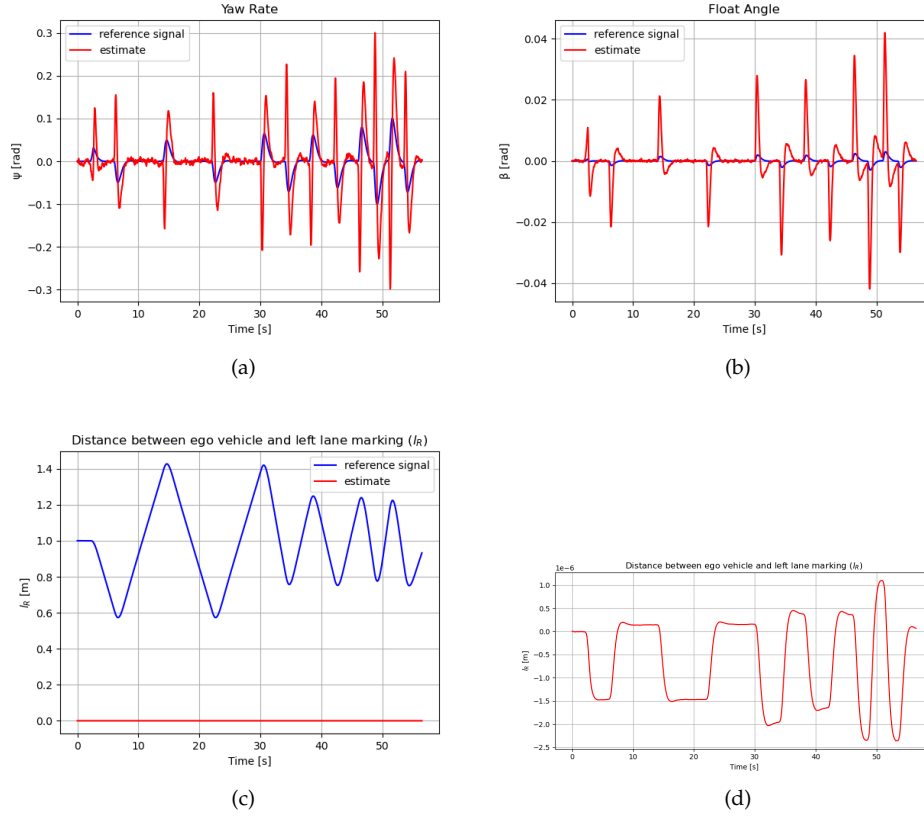 Yaw Rate
reference signal
estimate
ψ [rad]
0.3
0.2
0.1
0.0
−0.1
−0.2
−0.3
0 10 20 30 40 50
Time [s]
(a)
Float Angle
reference signal
estimate
β [rad]
0.04
0.02
0.00
−0.02
−0.04
0 10 20 30 40 50
Time [s]
(b)
Distance between ego vehicle and left lane marking (l_R)
reference signal
estimate
l_R [m]
1.4
1.2
1.0
0.8
0.6
0.4
0.2
0.0
0 10 20 30 40 50
Time [s]
(c)
Distance between ego vehicle and left lane marking (l_R)
1e−6
l_R [m]
1.0
0.5
0.0
−0.5
−1.0
−1.5
−2.0
−2.5
0 10 20 30 40 50
Time [s]
(d)